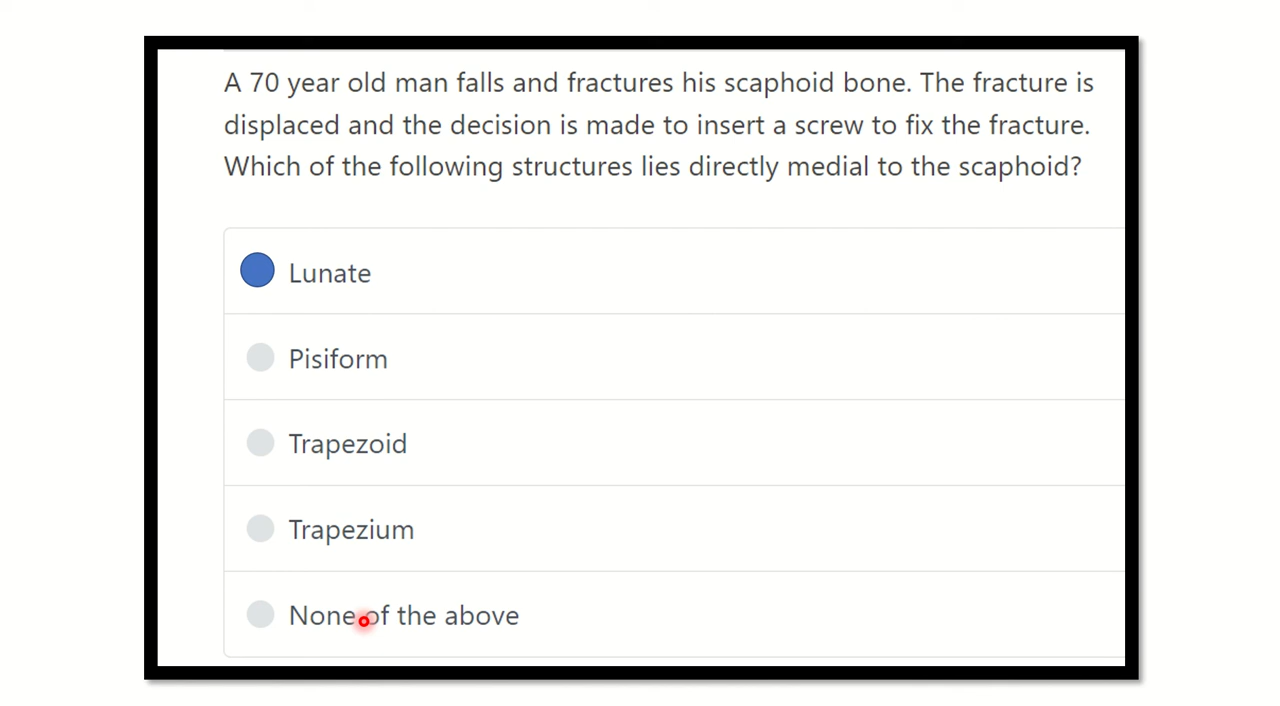 A 70 year old man falls and fractures his scaphoid bone. The fracture is
displaced and the decision is made to insert a screw to fix the fracture.
Which of the following structures lies directly medial to the scaphoid?
Lunate
Pisiform
Trapezoid
Trapezium
None of the above